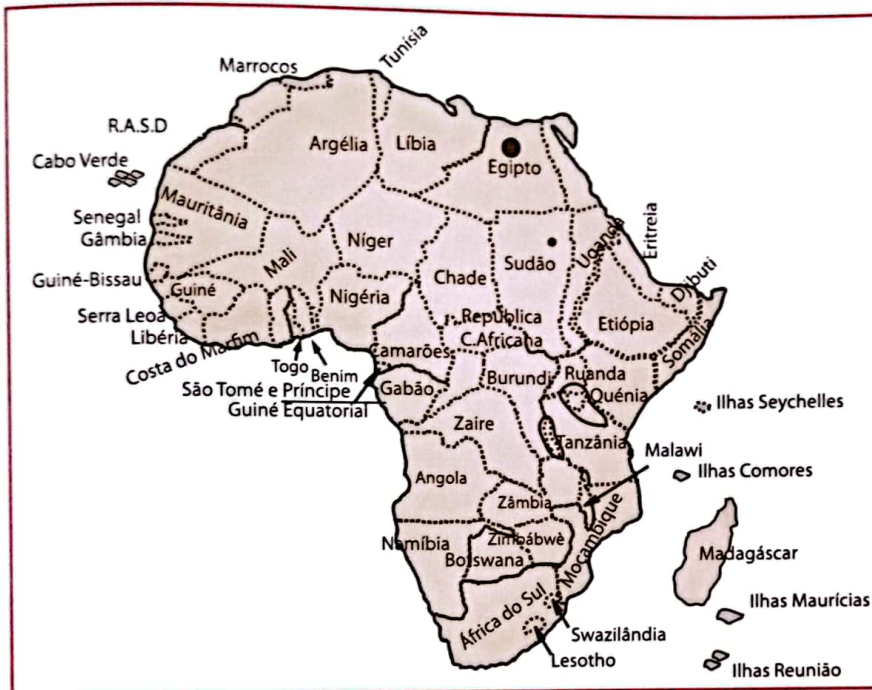 Tunísia
Marrocos
R.A.S.D
Argélia
Líbia
Egipto
Cabo Verde
Mauritânia
Senegal
Gâmbia
Mali
Níger
Chade
Sudão
Uganda
Eritreia
Djibuti
Guiné-Bissau
Guiné
Nigéria
Serra Leoa
Libéria
Costa do Marfim
Togo
Benim
República
C.Africana
Etiópia
Somália
Camarões
São Tomé e Príncipe
Guiné Equatorial
Gabão
Burundi
Ruanda
Quénia
Ilhas Seychelles
Zaire
Tanzânia
Malawi
Ilhas Comores
Angola
Zâmbia
Moçambique
Madagáscar
Namíbia
Zimbábwè
Botswana
Ilhas Maurícias
África do Sul
Swazilândia
Lesotho
Ilhas Reunião